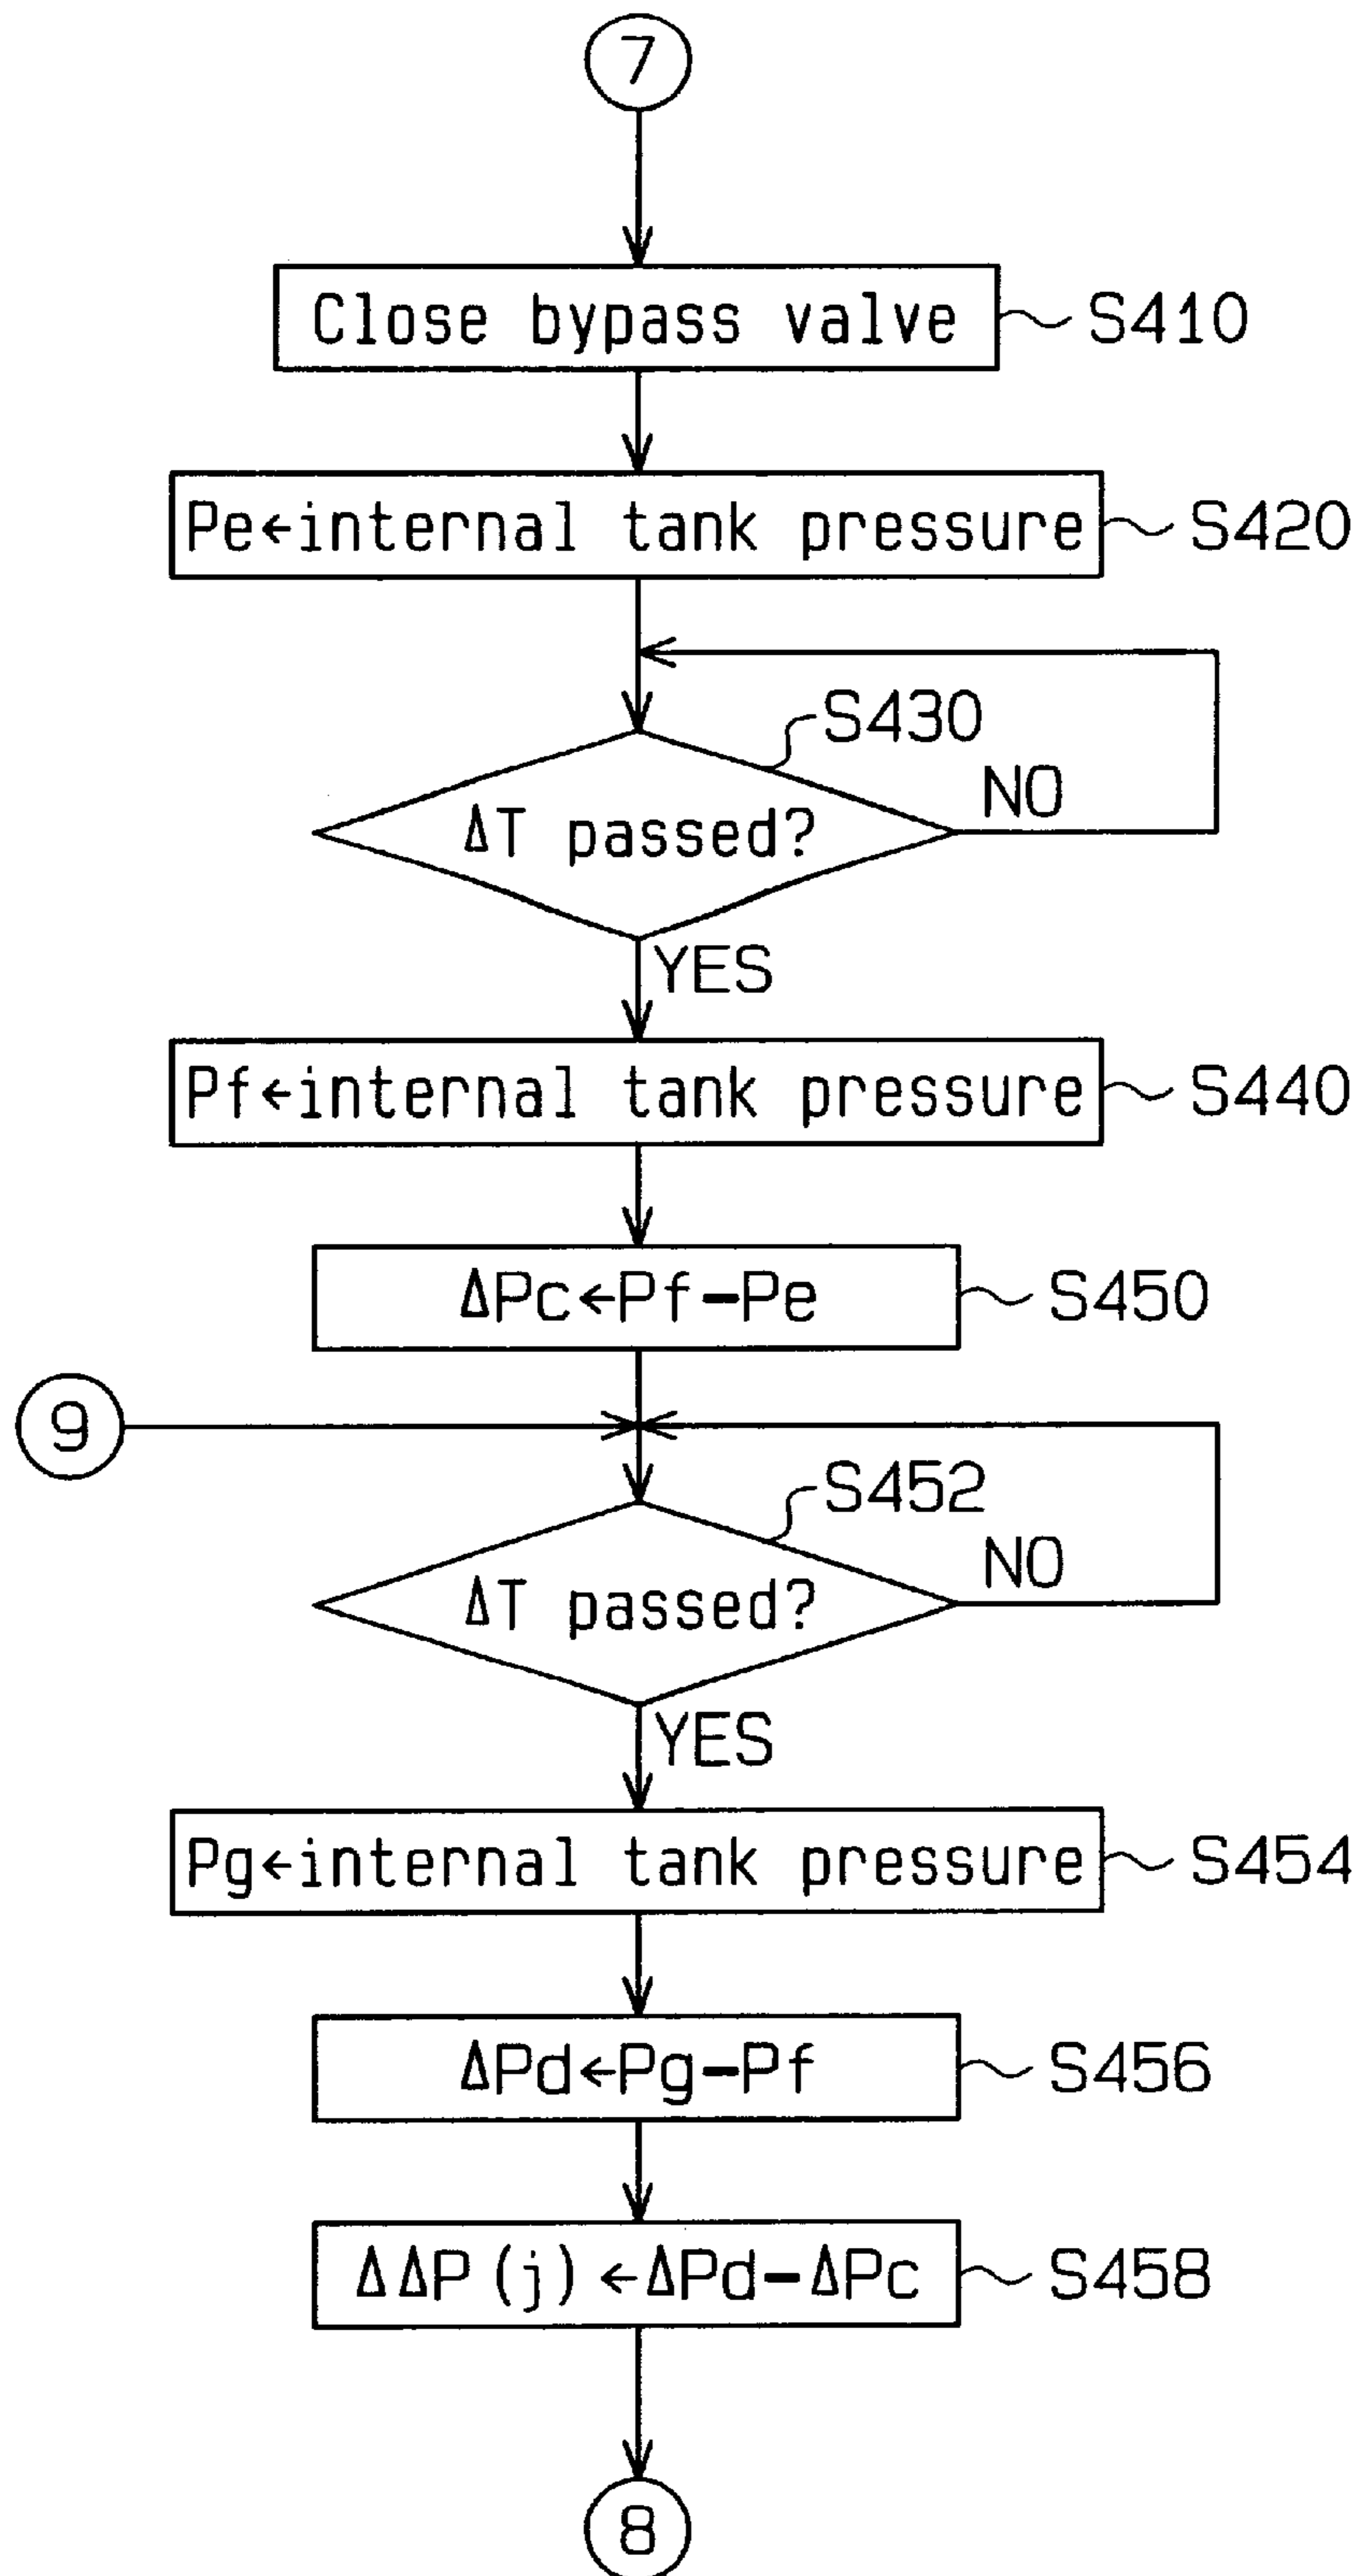 7
Close bypass valve
S410
Pe←internal tank pressure
S420
S430
ΔT passed?
NO
YES
Pf←internal tank pressure
S440
ΔPc←Pf−Pe
S450
9
S452
ΔT passed?
NO
YES
Pg←internal tank pressure
S454
ΔPd←Pg−Pf
S456
ΔΔP(j)←ΔPd−ΔPc
S458
8